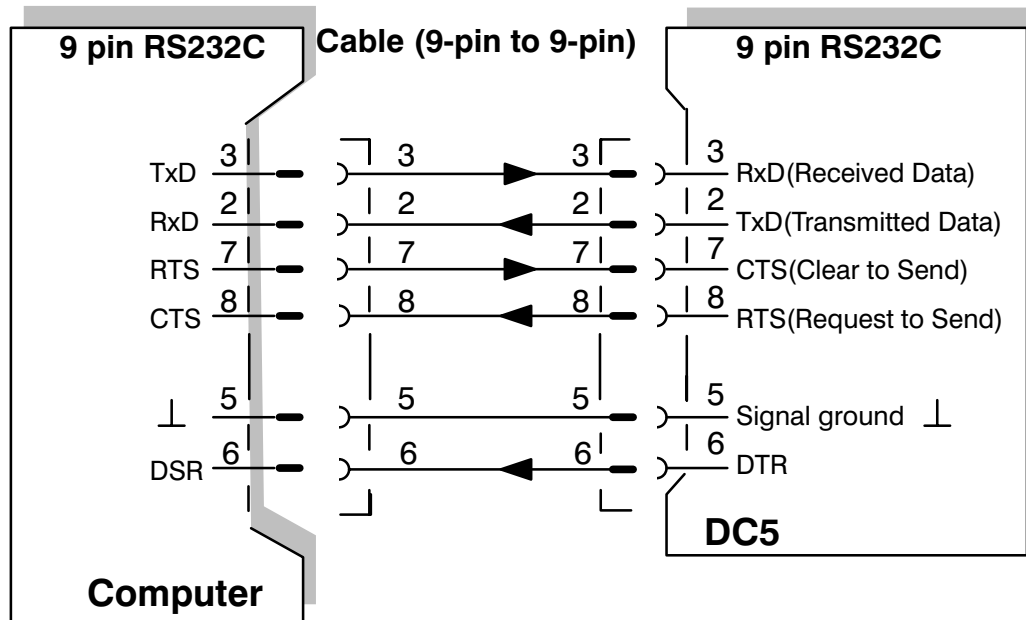 9 pin RS232C Cable (9-pin to 9-pin) 9 pin RS232C
TxD 3 3 3 3 RxD(Received Data)
RxD 2 2 2 2 TxD(Transmitted Data)
RTS 7 7 7 7 CTS(Clear to Send)
CTS 8 8 8 8 RTS(Request to Send)
5 5 5 5 Signal ground
DSR 6 6 6 6 DTR
DC5
Computer